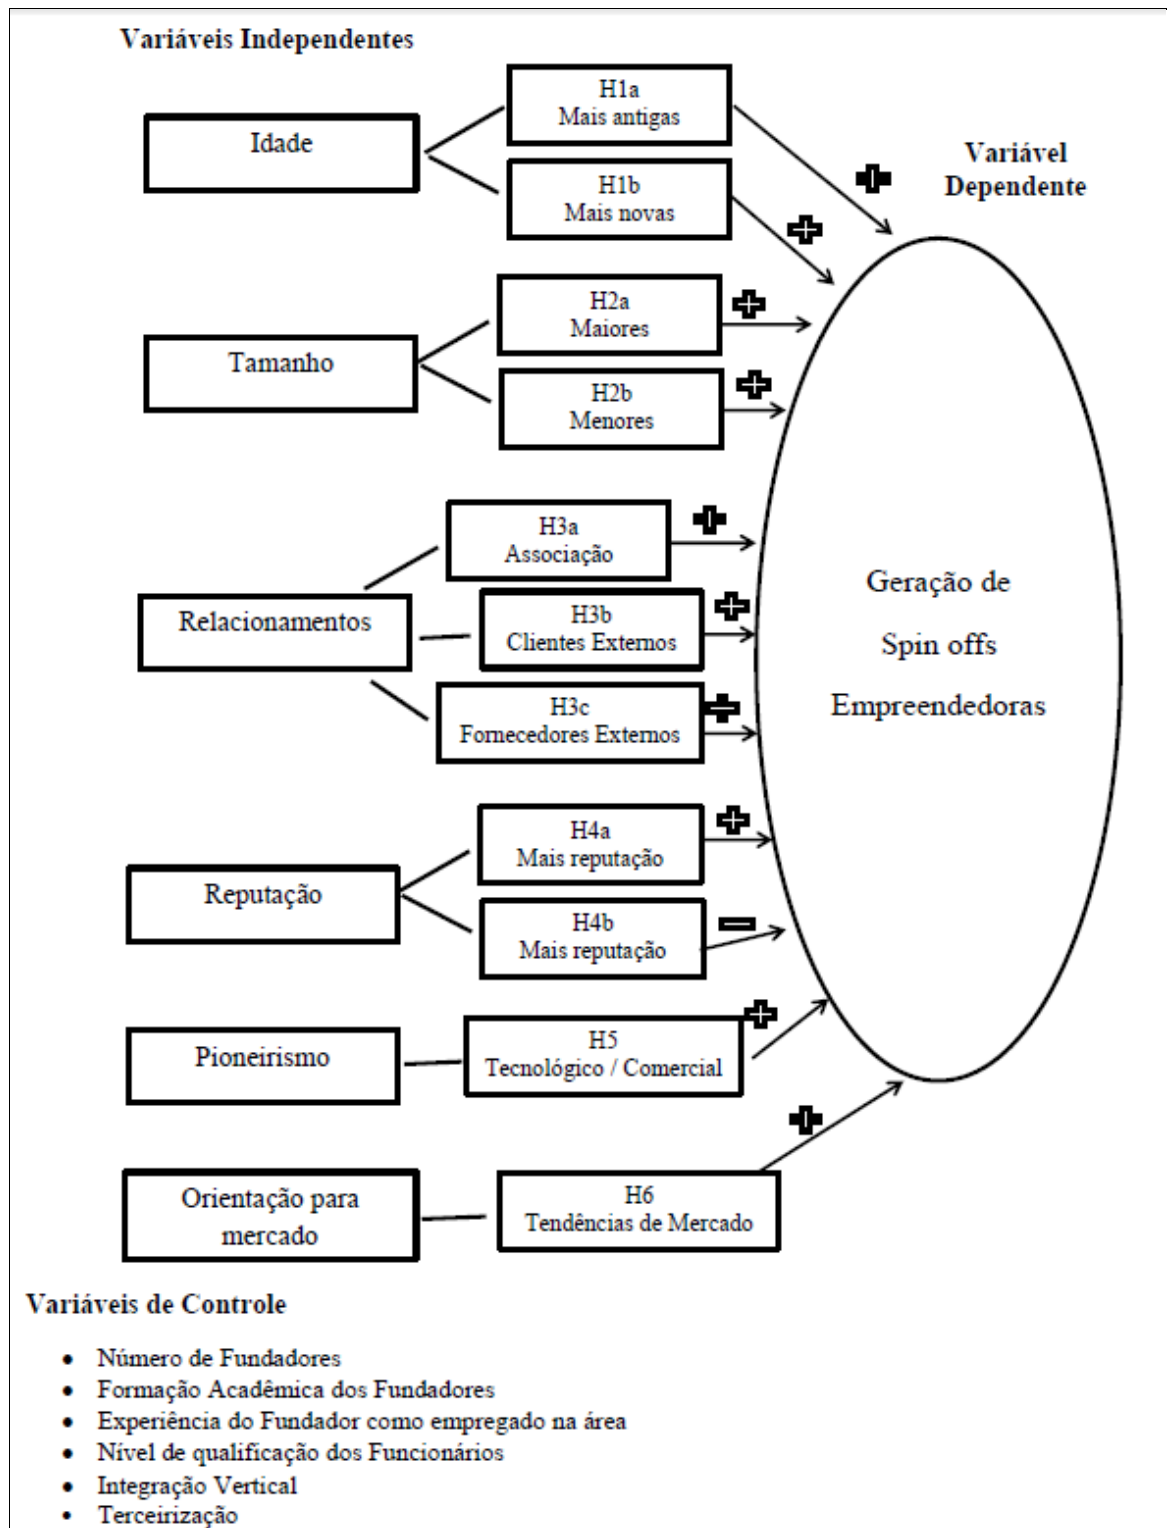 Variáveis Independentes
H1a
Mais antigas
Idade
H1b
Mais novas
Variável
Dependente
H2a
Maiores
Tamanho
H2b
Menores
H3a
Associação
Relacionamentos
H3b
Clientes Externos
H3c
Fornecedores Externos
Geração de
Spin offs
Empreendedoras
H4a
Mais reputação
Reputação
H4b
Mais reputação
Pioneirismo
H5
Tecnológico / Comercial
Orientação para
mercado
H6
Tendências de Mercado
Variáveis de Controle
• Número de Fundadores
• Formação Acadêmica dos Fundadores
• Experiência do Fundador como empregado na área
• Nível de qualificação dos Funcionários
• Integração Vertical
• Terceirização